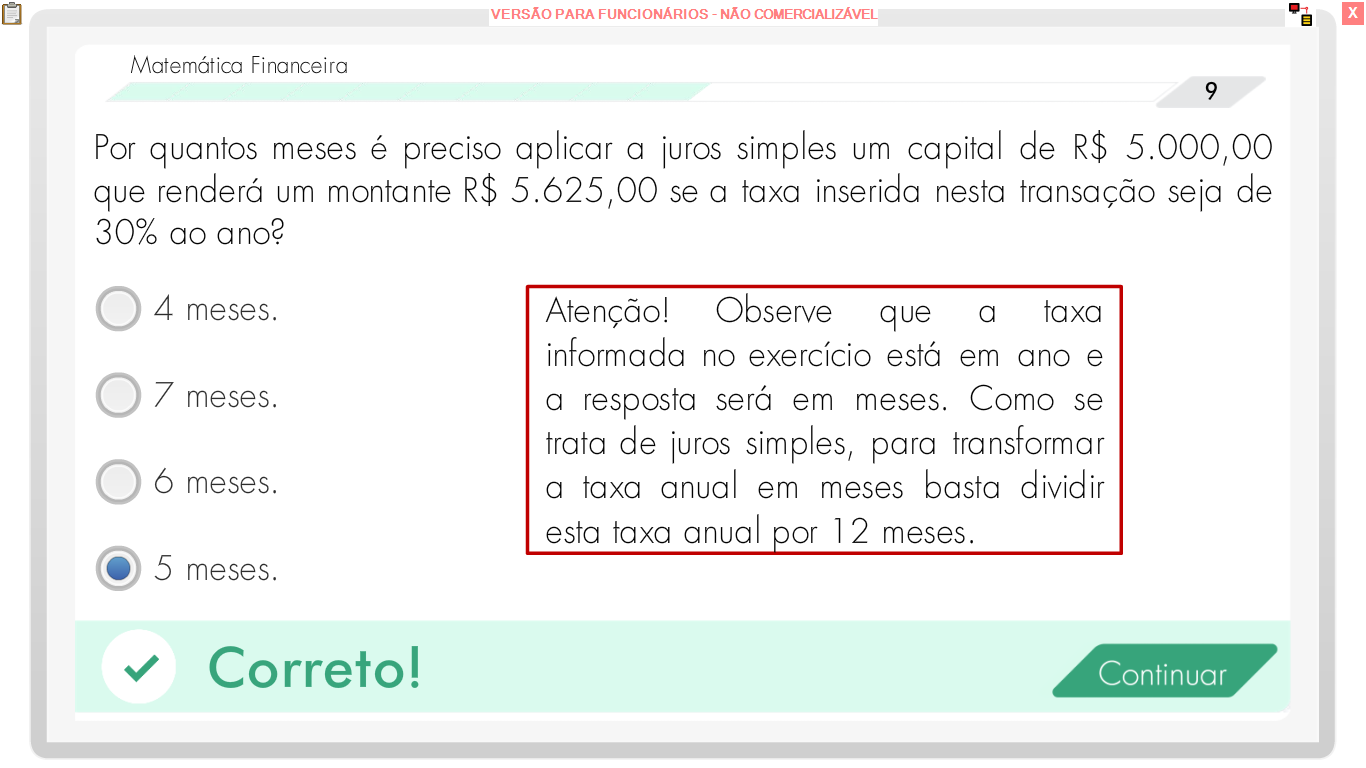 VERSÃO PARA FUNCIONÁRIOS - NÃO COMERCIALIZÁVEL
X
Matemática Financeira
9
Por quantos meses é preciso aplicar a juros simples um capital de R$ 5.000,00
que renderá um montante R$ 5.625,00 se a taxa inserida nesta transação seja de
30% ao ano?
4 meses.
7 meses.
6 meses.
5 meses.
Atenção! Observe que a taxa
informada no exercício está em ano e
a resposta será em meses. Como se
trata de juros simples, para transformar
a taxa anual em meses basta dividir
esta taxa anual por 12 meses.
Correto!
Continuar